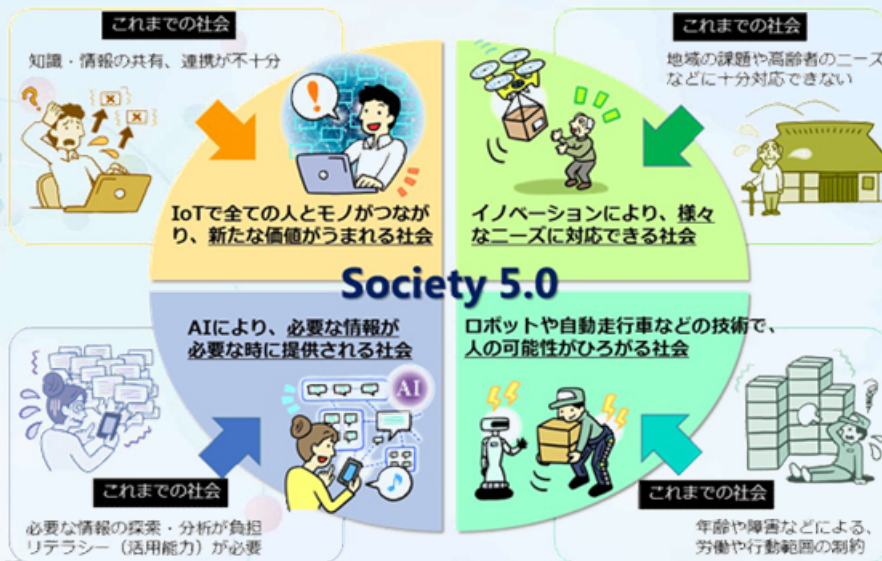 これまでの社会
知識・情報の共有、連携が不十分
IoTで全ての人とモノがつなが
り、新たな価値がうまれる社会
これまでの社会
地域の課題や高齢者のニーズ
などに十分対応できない
イノベーションにより、様々
なニーズに対応できる社会
Society 5.0
AIにより、必要な情報が
必要な時に提供される社会
AI
これまでの社会
必要な情報の探索・分析が負担
リテラシー（活用能力）が必要
ロボットや自動走行車などの技術で、
人の可能性がひろがる社会
これまでの社会
年齢や障害などによる、
労働や行動範囲の制約